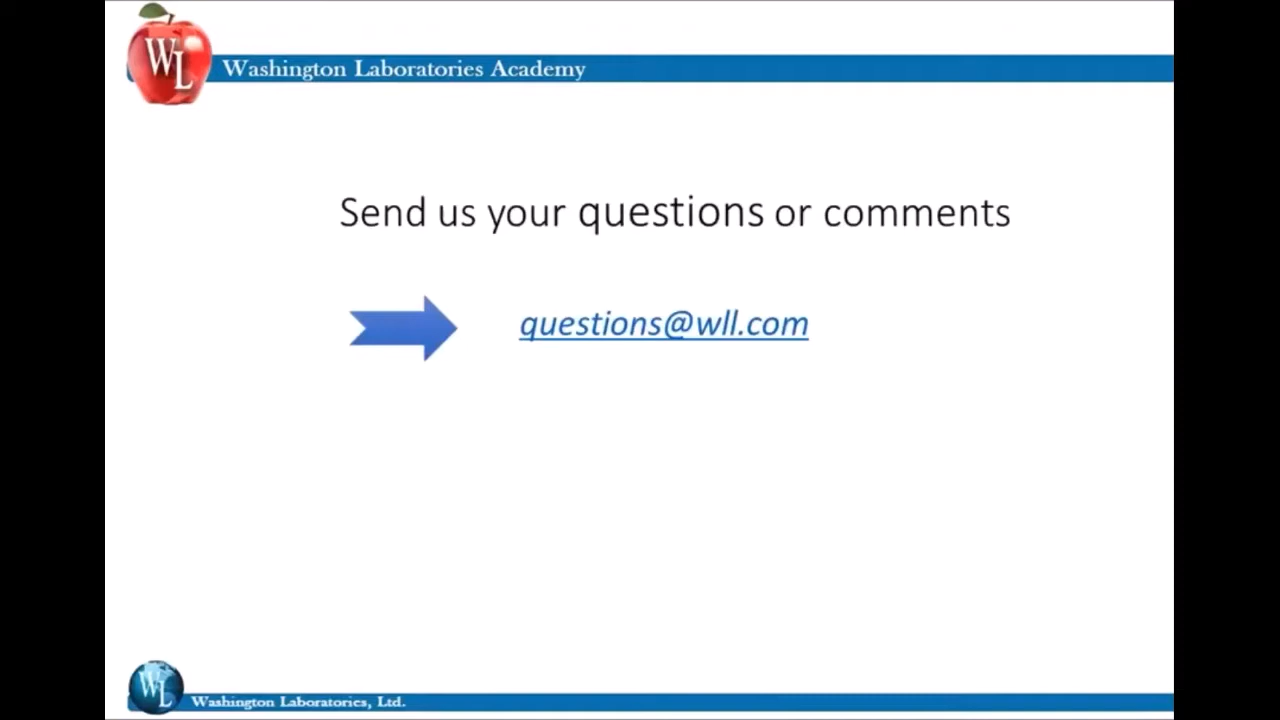 WL
Washington Laboratories Academy
Send us your questions or comments
questions@wll.com
WL
Washington Laboratories, Ltd.